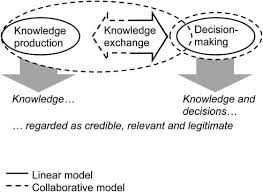 Knowledge
production
Knowledge
exchange
Decision-
making
Knowledge…
Knowledge and
decisions…
… regarded as credible, relevant and legitimate
Linear model
Collaborative model